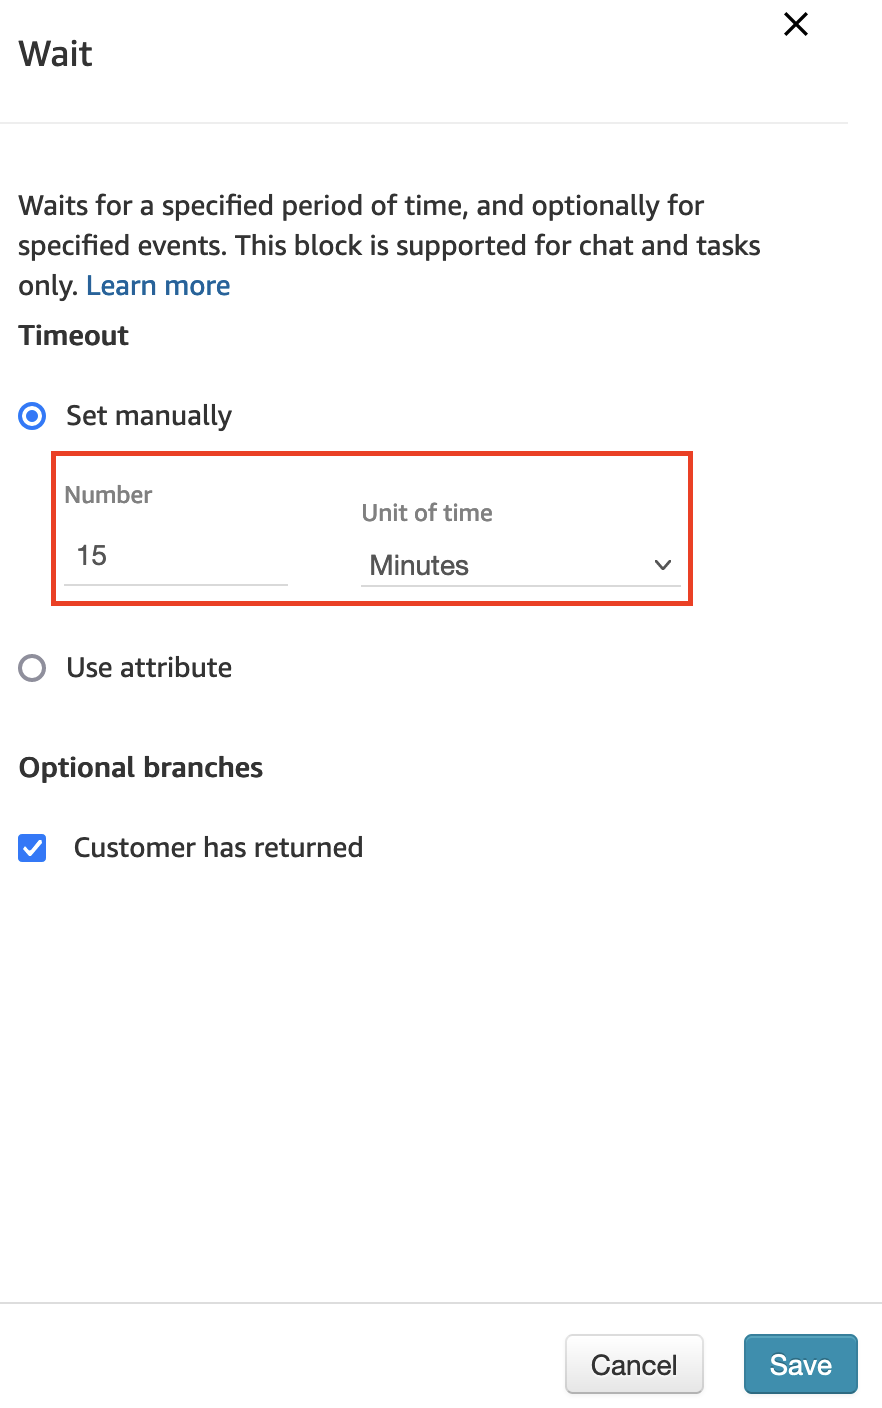 Wait
Waits for a specified period of time, and optionally for
specified events. This block is supported for chat and tasks
only. Learn more
Timeout
Set manually
Number
Unit of time
15
Minutes
Use attribute
Optional branches
Customer has returned
Cancel
Save